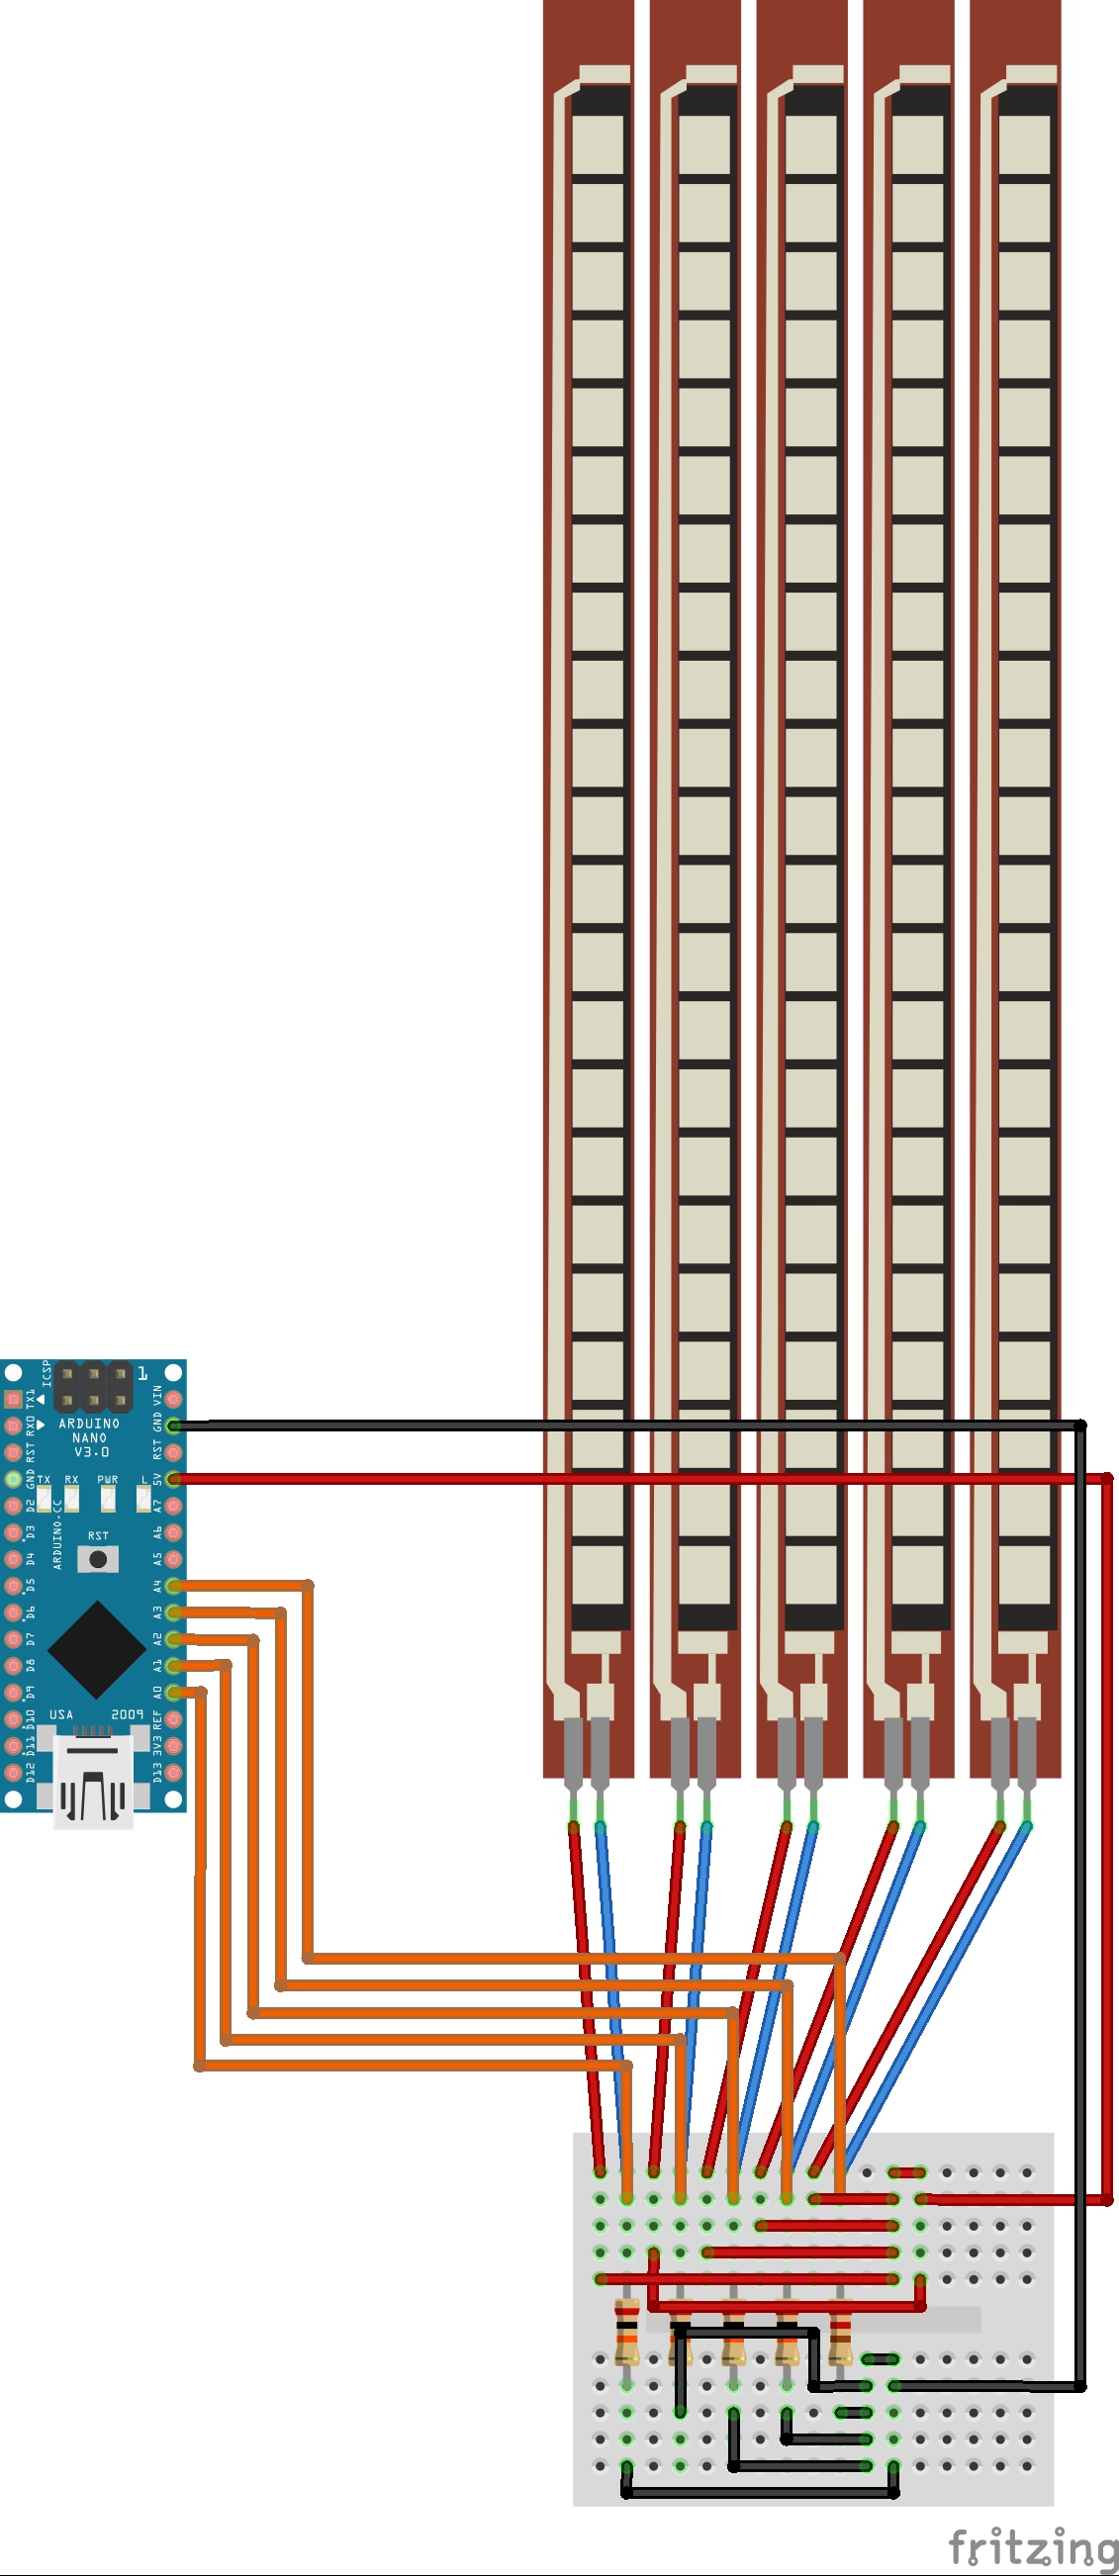 ICSP
1
ARDUINO
NANO
V3.0
TX
RX
PWR
L
RST
ARDUINO.CC
USA
2009
TX1
RX0
RST
GND
D2
D3
D4
D5
D6
D7
D8
D9
D10
D11
D12
VIN
GND
RST
5V
A7
A6
A5
A4
A3
A2
A1
A0
REF
3V3
D13
fritzing